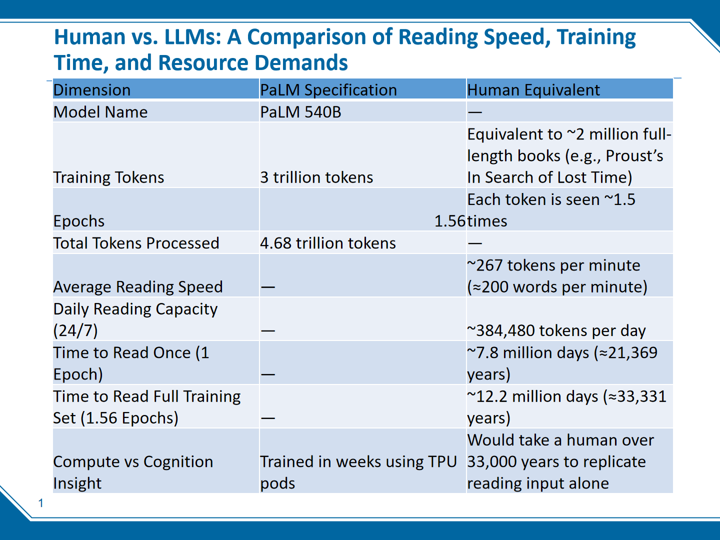 Human vs. LLMs: A Comparison of Reading Speed, Training
Time, and Resource Demands
Dimension PaLM Specification Human Equivalent
Model Name PaLM 540B —
Training Tokens 3 trillion tokens Equivalent to ~2 million full-
length books (e.g., Proust’s
In Search of Lost Time)
Epochs 1.56 Each token is seen ~1.5
times
Total Tokens Processed 4.68 trillion tokens —
Average Reading Speed — ~267 tokens per minute
(≈200 words per minute)
Daily Reading Capacity
(24/7) — ~384,480 tokens per day
Time to Read Once (1
Epoch) — ~7.8 million days (≈21,369
years)
Time to Read Full Training
Set (1.56 Epochs) — ~12.2 million days (≈33,331
years)
Compute vs Cognition
Insight Trained in weeks using TPU
pods Would take a human over
33,000 years to replicate
reading input alone
1